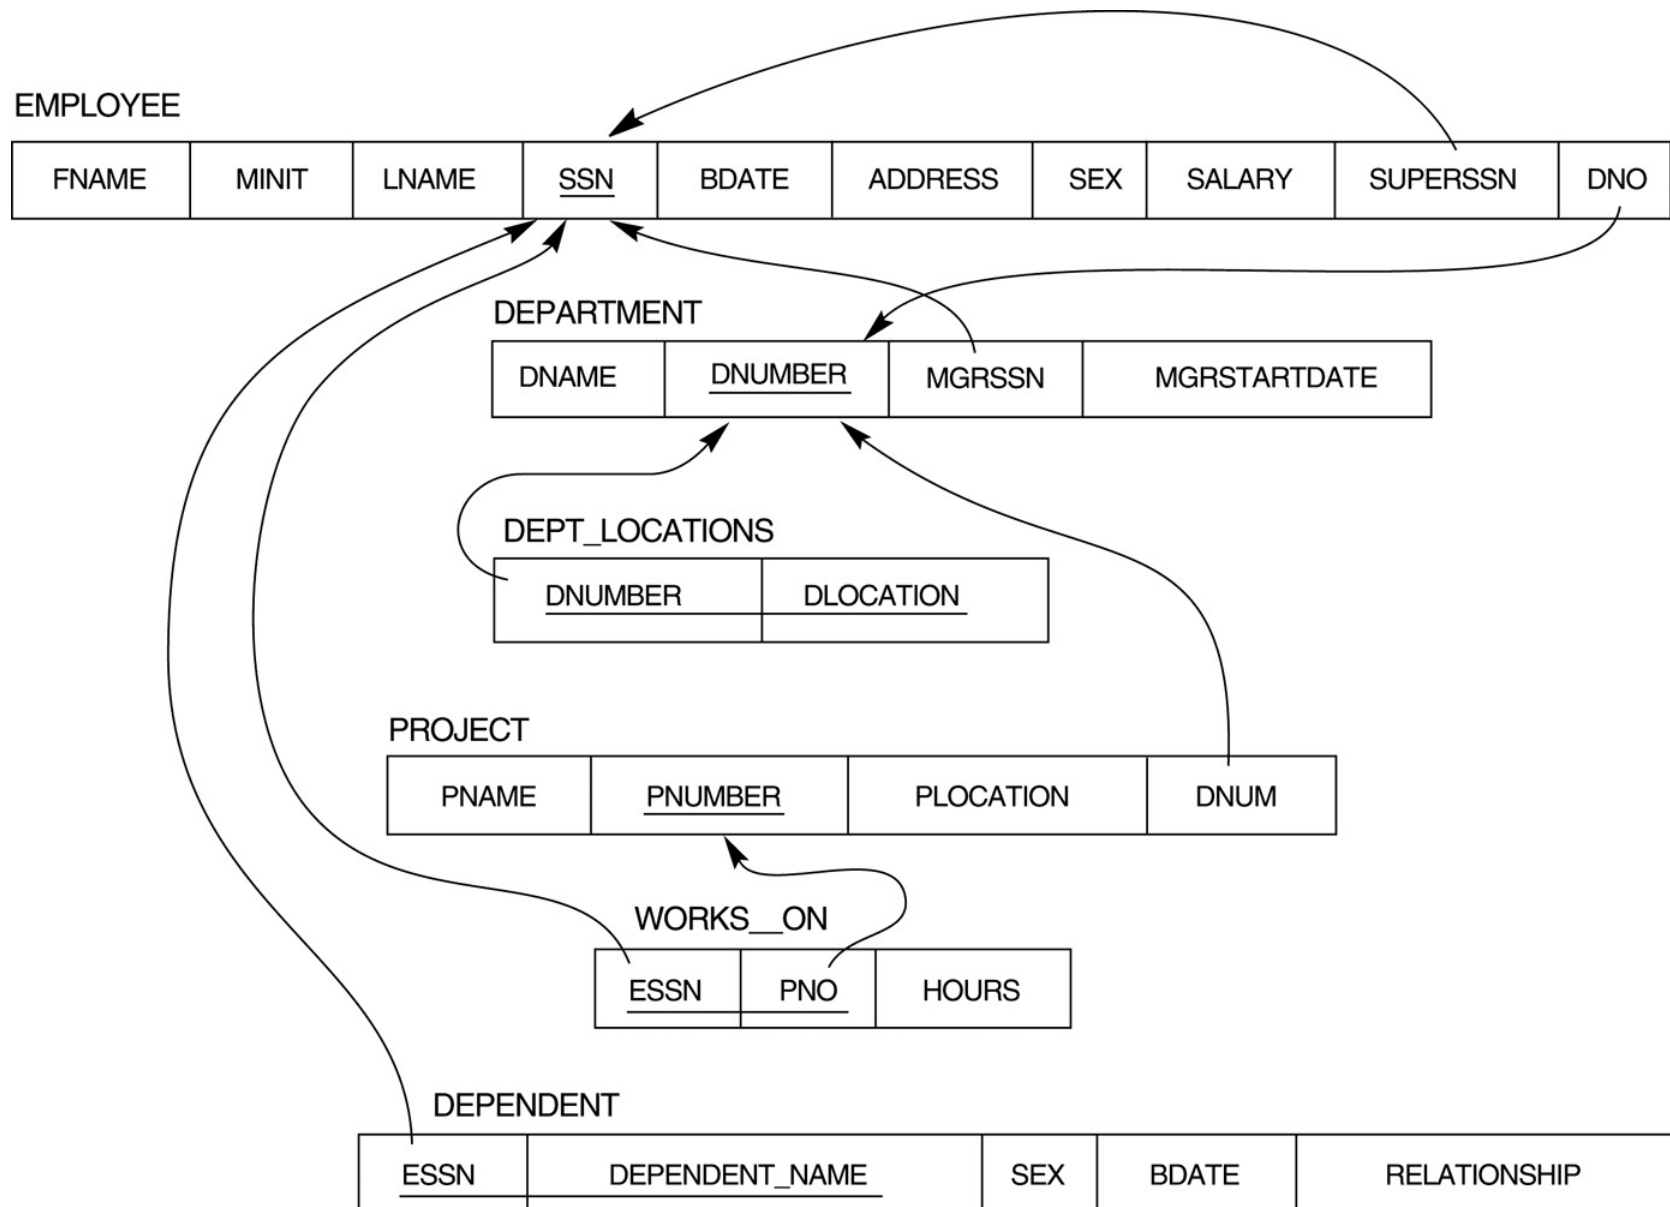 EMPLOYEE
FNAME MINIT LNAME SSN BDATE ADDRESS SEX SALARY SUPERSSN DNO
DEPARTMENT
DNAME DNUMBER MGRSSN MGRSTARTDATE
DEPT_LOCATIONS
DNUMBER DLOCATION
PROJECT
PNAME PNUMBER PLOCATION DNUM
WORKS__ON
ESSN PNO HOURS
DEPENDENT
ESSN DEPENDENT_NAME SEX BDATE RELATIONSHIP